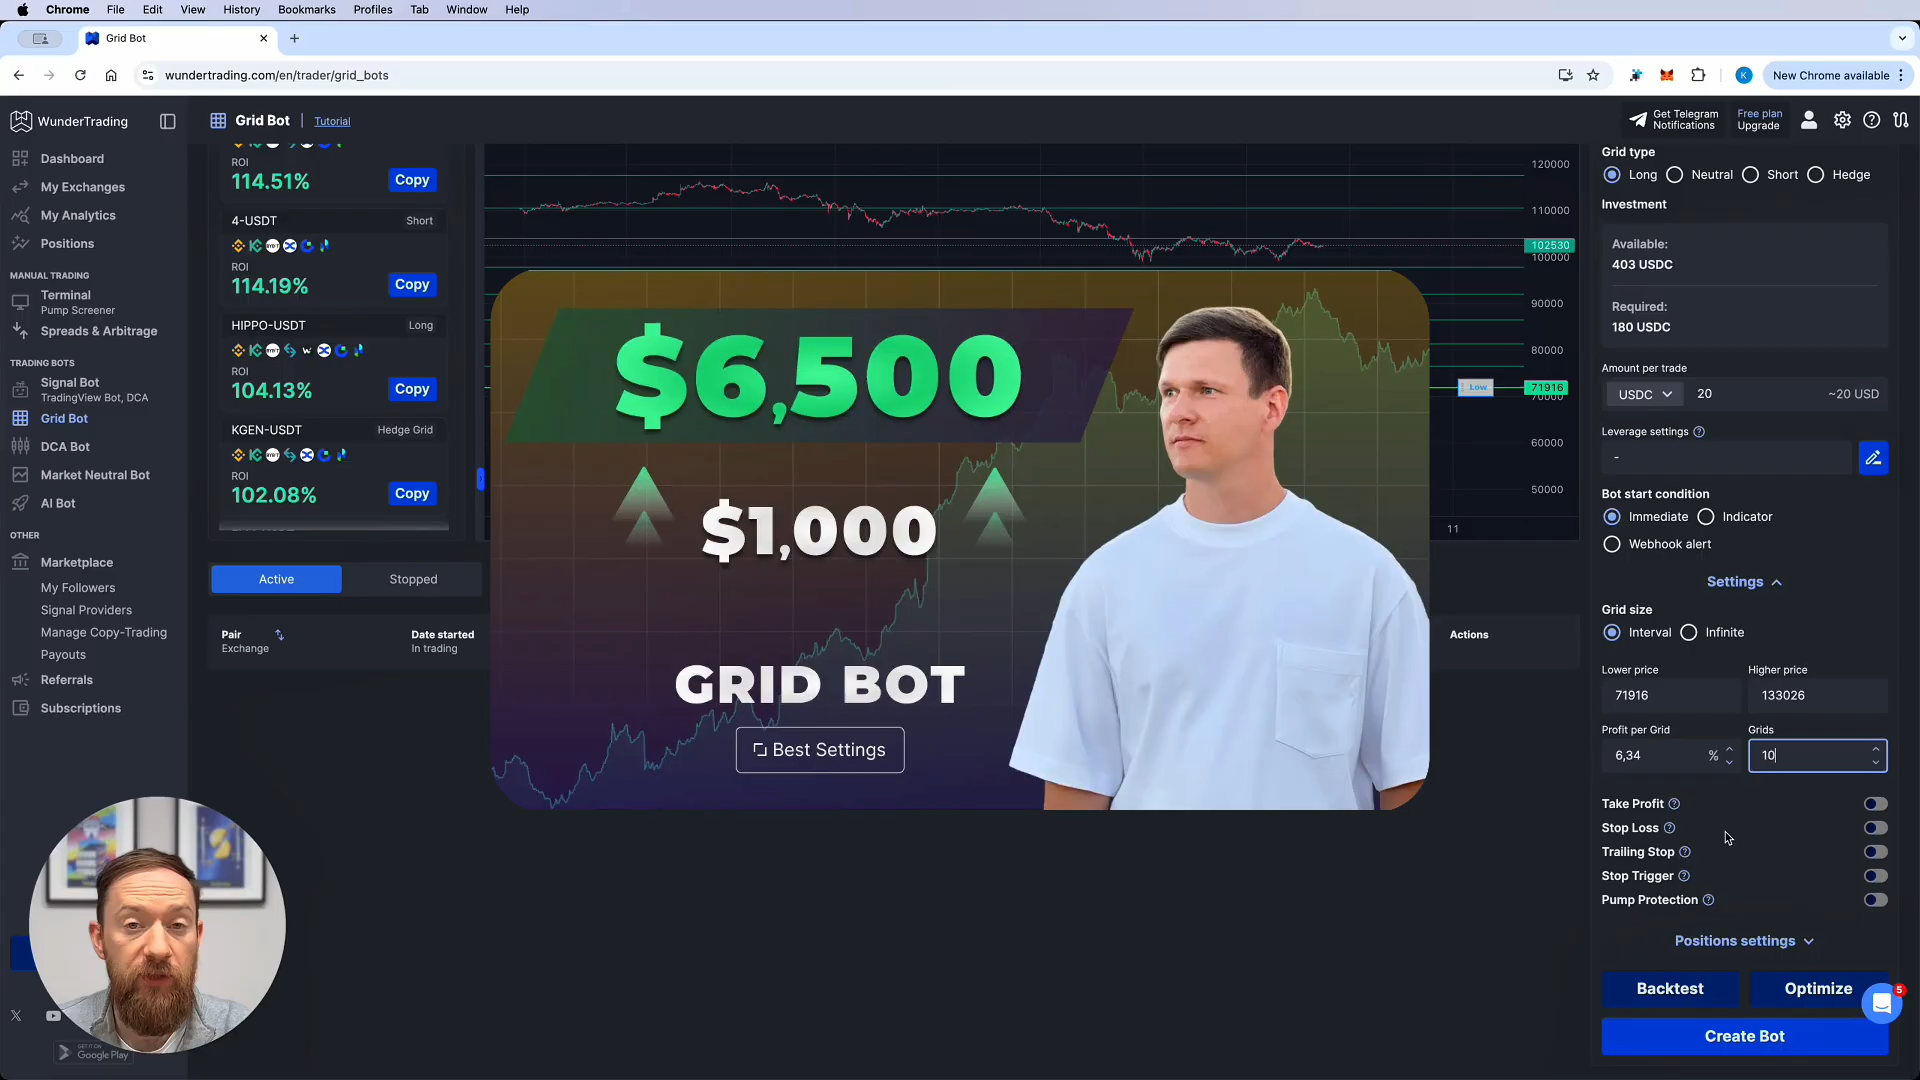 Chrome File Edit View History Bookmarks Profiles Tab Window Help
Grid Bot
wundertrading.com/en/trader/grid_bots
K
New Chrome available
WunderTrading
Grid Bot
Tutorial
Get Telegram
Notifications
Free plan
Upgrade
Dashboard
My Exchanges
My Analytics
Positions
MANUAL TRADING
Terminal
Pump Screener
Spreads & Arbitrage
TRADING BOTS
Signal Bot
TradingView Bot, DCA
Grid Bot
DCA Bot
Market Neutral Bot
AI Bot
OTHER
Marketplace
My Followers
Signal Providers
Manage Copy-Trading
Payouts
Referrals
Subscriptions
GET IT ON
Google Play
ROI
114.51% Copy
4-USDT Short
ROI
114.19% Copy
HIPPO-USDT Long
ROI
104.13% Copy
KGEN-USDT Hedge Grid
ROI
102.08% Copy
Active Stopped
Pair
Exchange
Date started
In trading
Actions
120000
110000
102530
100000
90000
80000
Low
71916
70000
60000
50000
11
$6,500
$1,000
GRID BOT
Best Settings
Grid type
Long Neutral Short Hedge
Investment
Available:
403 USDC
Required:
180 USDC
Amount per trade
USDC 20 ~20 USD
Leverage settings
-
Bot start condition
Immediate Indicator
Webhook alert
Settings
Grid size
Interval Infinite
Lower price Higher price
71916 133026
Profit per Grid Grids
6,34 % 10
Take Profit
Stop Loss
Trailing Stop
Stop Trigger
Pump Protection
Positions settings
Backtest Optimize
5
Create Bot